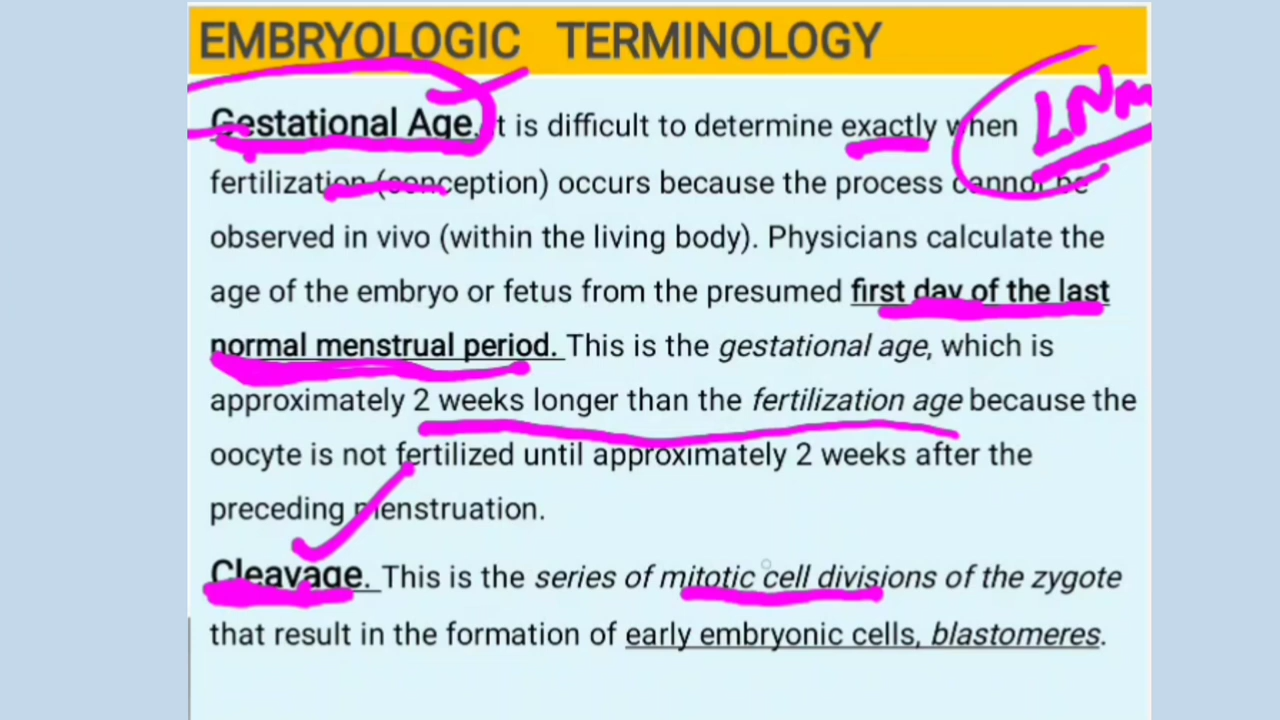 EMBRYOLOGIC TERMINOLOGY
Gestational Age. It is difficult to determine exactly when
LNM
fertilization (conception) occurs because the process cannot be
observed in vivo (within the living body). Physicians calculate the
age of the embryo or fetus from the presumed first day of the last
normal menstrual period. This is the gestational age, which is
approximately 2 weeks longer than the fertilization age because the
oocyte is not fertilized until approximately 2 weeks after the
preceding menstruation.
Cleavage. This is the series of mitotic cell divisions of the zygote
that result in the formation of early embryonic cells, blastomeres.